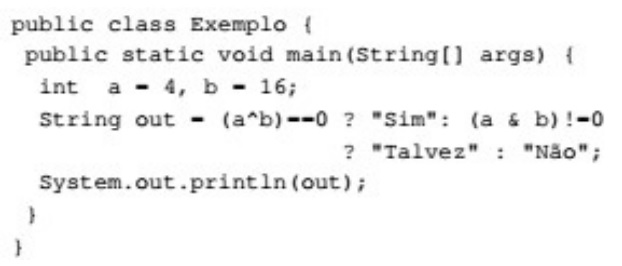 public class Exemplo {
public static void main(String[] args) {
int a = 4, b = 16;
String out = (a^b)==0 ? "Sim": (a & b)!=0
? "Talvez" : "Não";
System.out.println(out);
}
}